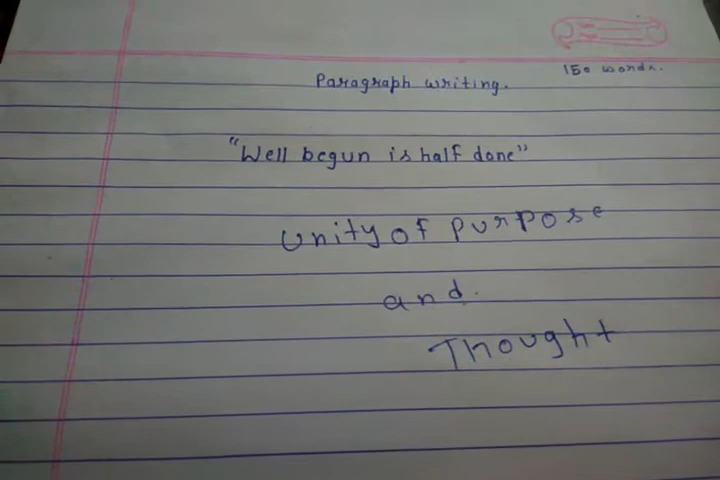 150 words.
Paragraph writing.
"Well begun is half done"
Unity of Purpose
and.
Thought